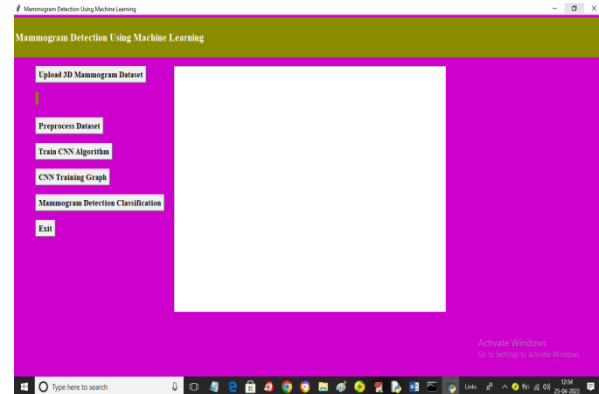 Mammogram Detection Using Machine Learning
Mammogram Detection Using Machine Learning
Upload 3D Mammogram Dataset
Preprocess Dataset
Train CNN Algorithm
CNN Training Graph
Mammogram Detection Classification
Exit
Activate Windows
Go to Settings to activate Windows.
Type here to search
Links
12:54
25-04-2023